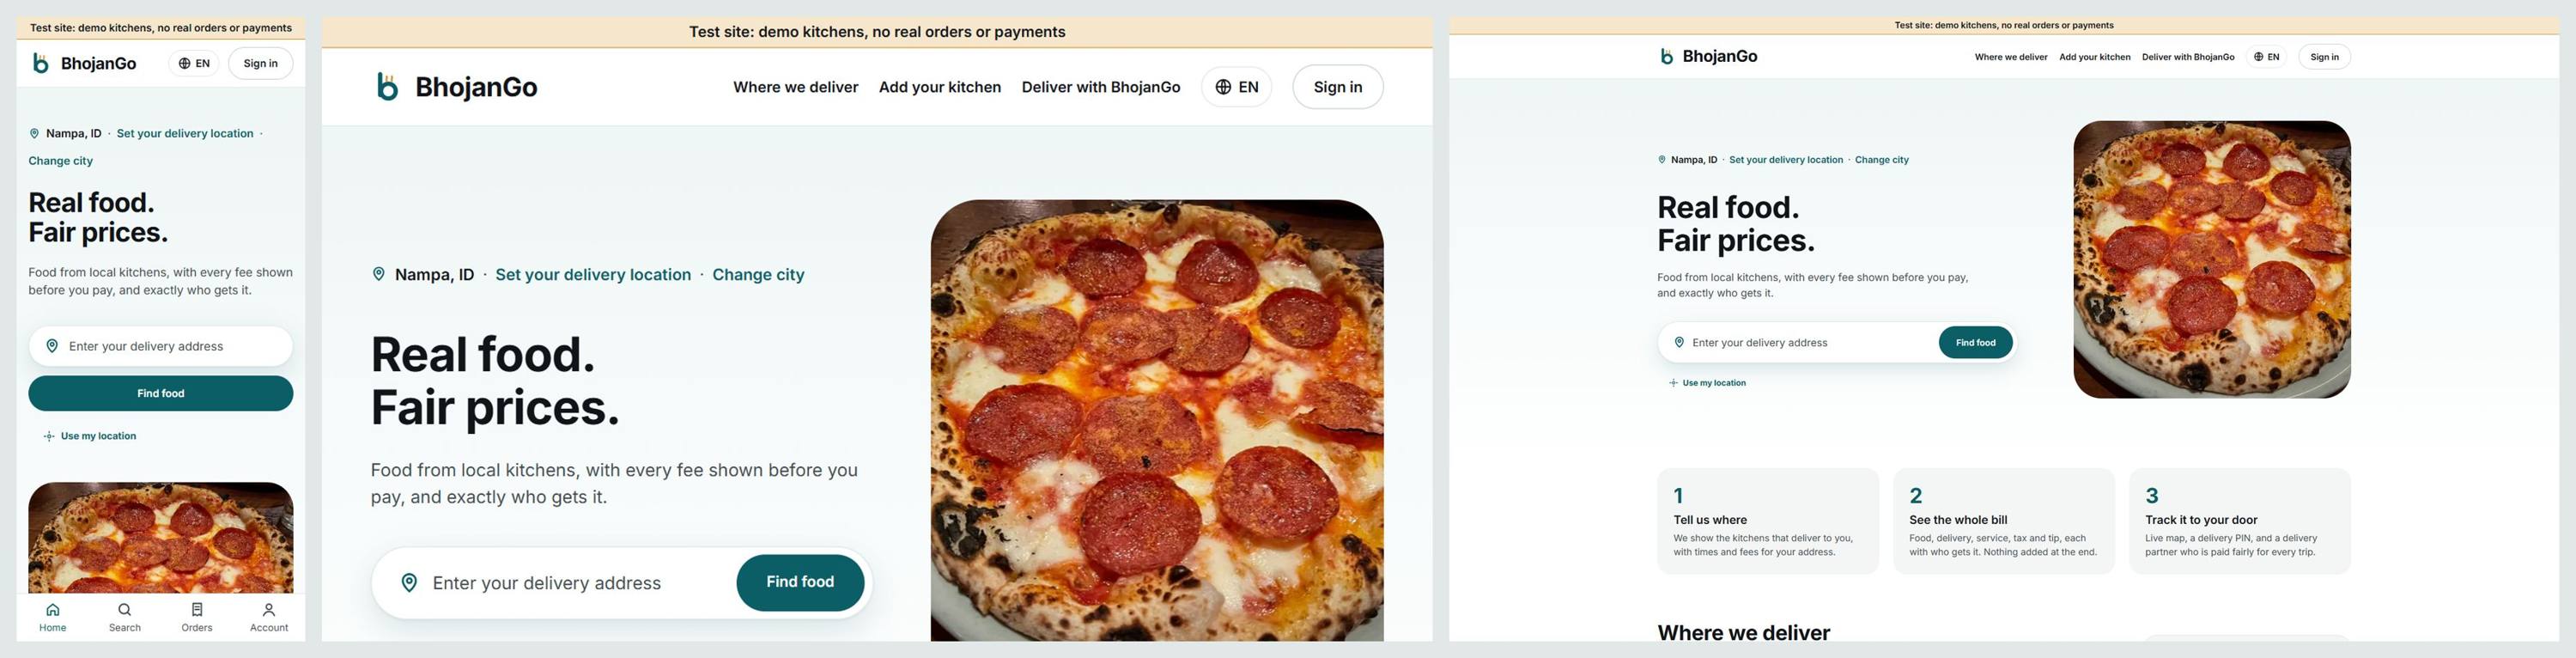 Test site: demo kitchens, no real orders or payments
BhojanGo
EN
Sign in
Nampa, ID · Set your delivery location ·
Change city
Real food.
Fair prices.
Food from local kitchens, with every fee shown
before you pay, and exactly who gets it.
Enter your delivery address
Find food
Use my location
Home
Search
Orders
Account
Test site: demo kitchens, no real orders or payments
BhojanGo
Where we deliver
Add your kitchen
Deliver with BhojanGo
EN
Sign in
Nampa, ID · Set your delivery location · Change city
Real food.
Fair prices.
Food from local kitchens, with every fee shown before you
pay, and exactly who gets it.
Enter your delivery address
Find food
Test site: demo kitchens, no real orders or payments
BhojanGo
Where we deliver
Add your kitchen
Deliver with BhojanGo
EN
Sign in
Nampa, ID · Set your delivery location · Change city
Real food.
Fair prices.
Food from local kitchens, with every fee shown before you pay,
and exactly who gets it.
Enter your delivery address
Find food
Use my location
1
Tell us where
We show the kitchens that deliver to you,
with times and fees for your address.
2
See the whole bill
Food, delivery, service, tax and tip, each
with who gets it. Nothing added at the end.
3
Track it to your door
Live map, a delivery PIN, and a delivery
partner who is paid fairly for every trip.
Where we deliver